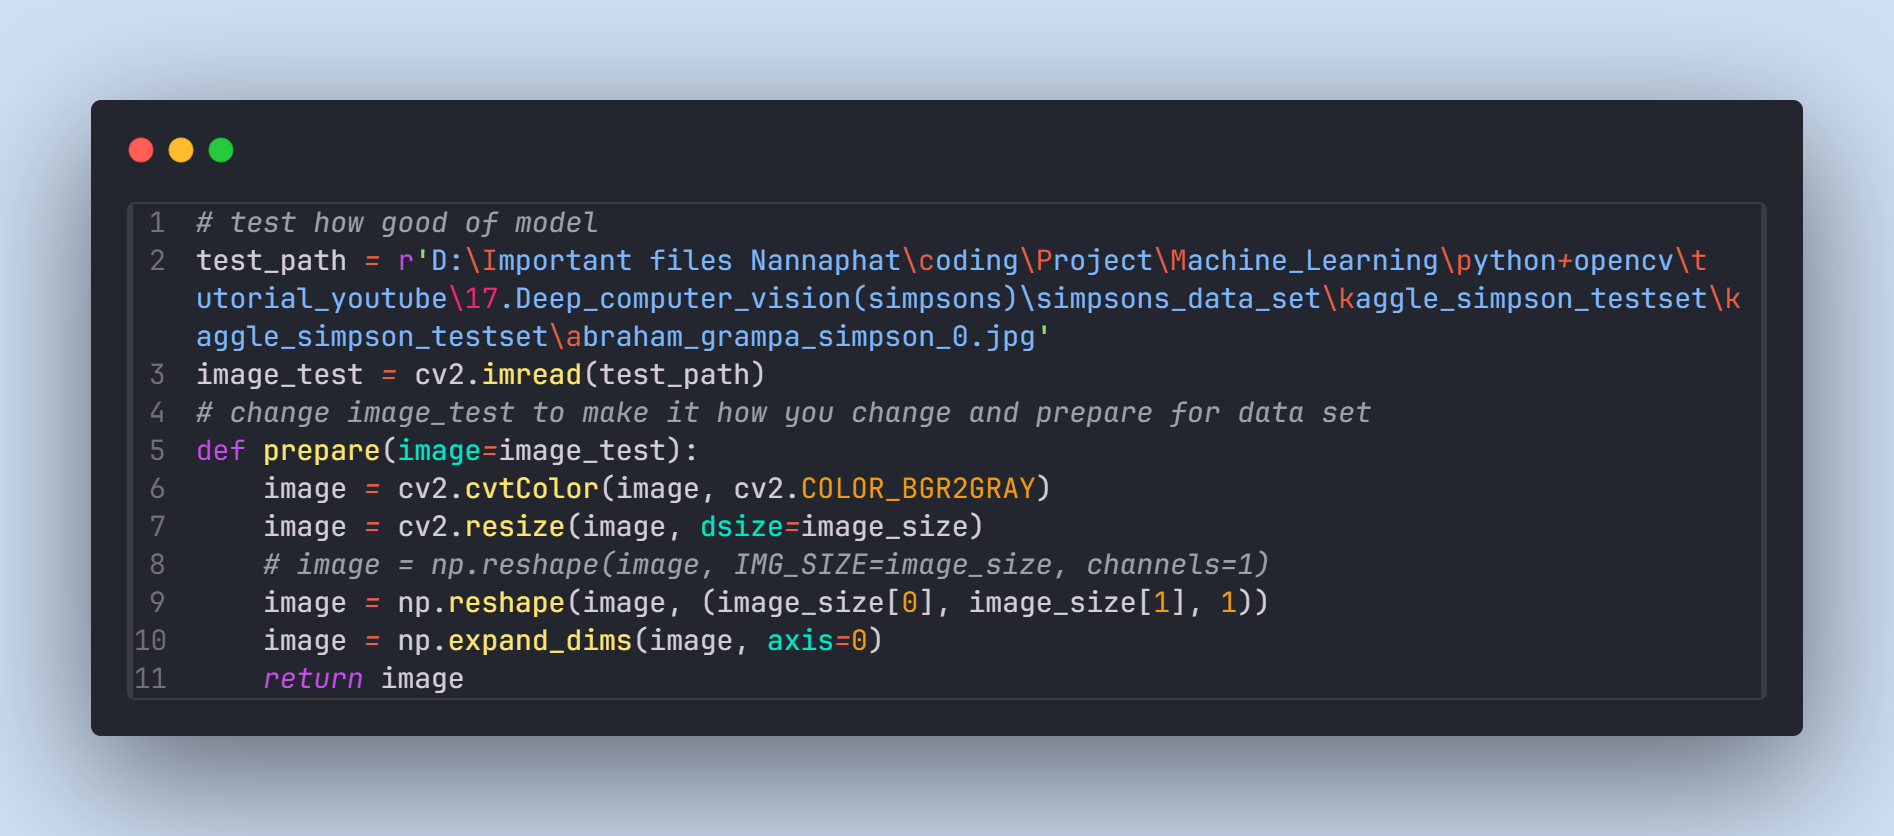 1 # test how good of model
2 test_path = r'D:\Important files Nannaphat\coding\Project\Machine_Learning\python+opencv\t
utorial_youtube\17.Deep_computer_vision(simpsons)\simpsons_data_set\kaggle_simpson_testset\k
aggle_simpson_testset\abraham_grampa_simpson_0.jpg'
3 image_test = cv2.imread(test_path)
4 # change image_test to make it how you change and prepare for data set
5 def prepare(image=image_test):
6     image = cv2.cvtColor(image, cv2.COLOR_BGR2GRAY)
7     image = cv2.resize(image, dsize=image_size)
8     # image = np.reshape(image, IMG_SIZE=image_size, channels=1)
9     image = np.reshape(image, (image_size[0], image_size[1], 1))
10     image = np.expand_dims(image, axis=0)
11     return image